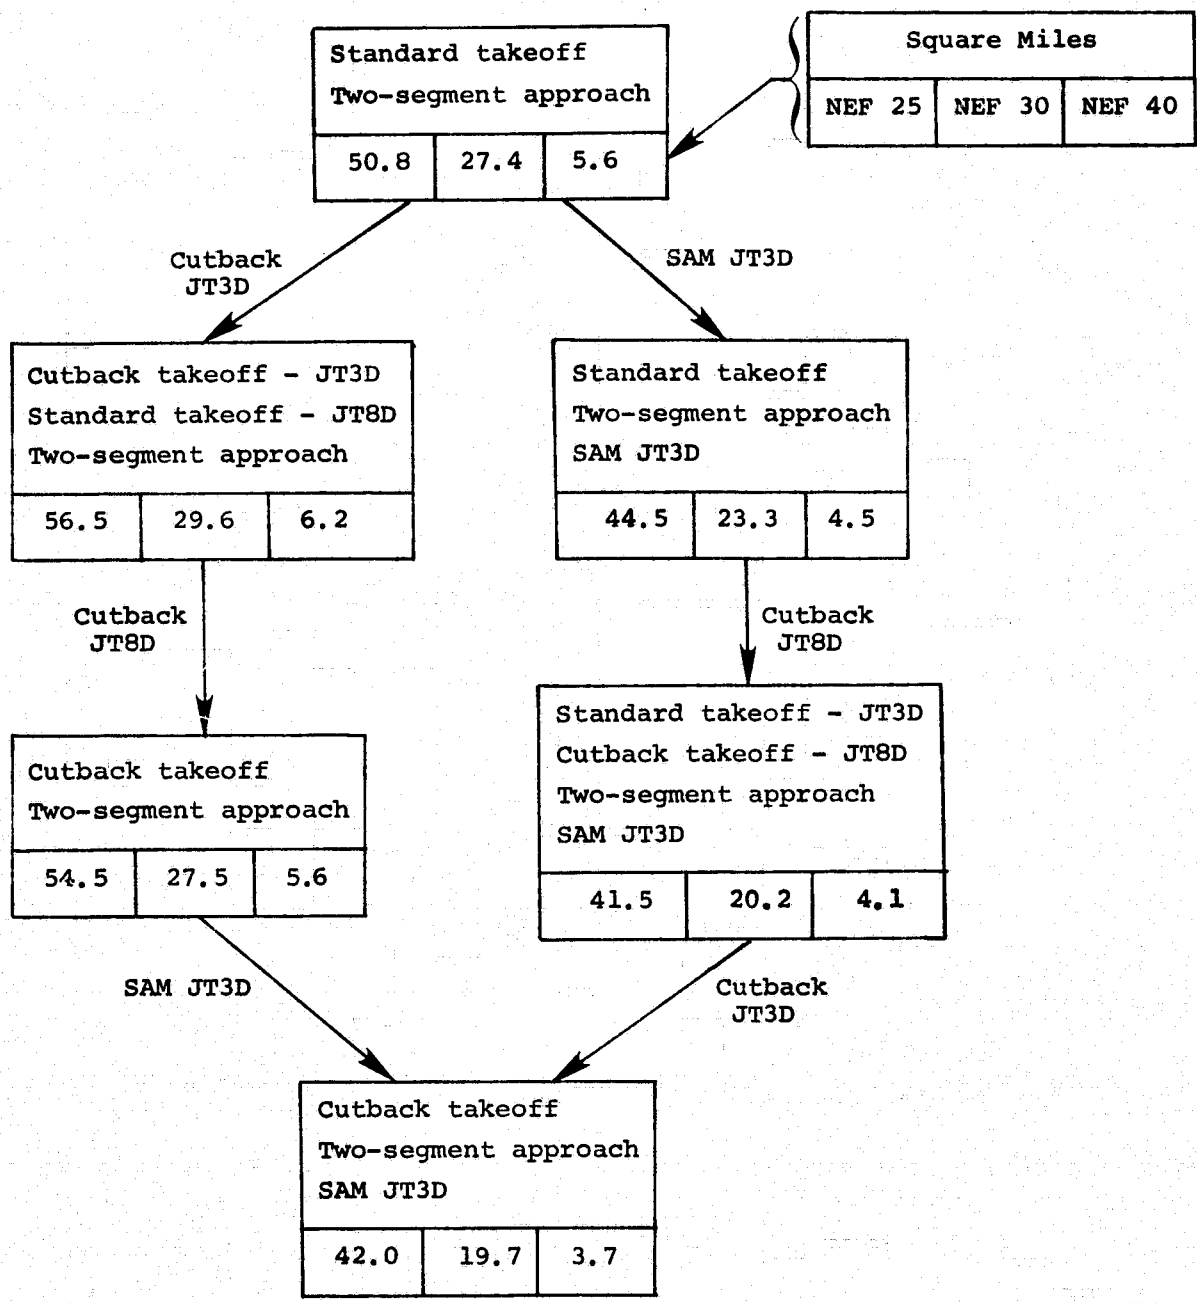 Standard takeoff
Two-segment approach
50.8 27.4 5.6
Square Miles
NEF 25 NEF 30 NEF 40
Cutback
JT3D
SAM JT3D
Cutback takeoff - JT3D
Standard takeoff - JT8D
Two-segment approach
56.5 29.6 6.2
Standard takeoff
Two-segment approach
SAM JT3D
44.5 23.3 4.5
Cutback
JT8D
Cutback
JT8D
Cutback takeoff
Two-segment approach
54.5 27.5 5.6
Standard takeoff - JT3D
Cutback takeoff - JT8D
Two-segment approach
SAM JT3D
41.5 20.2 4.1
SAM JT3D
Cutback
JT3D
Cutback takeoff
Two-segment approach
SAM JT3D
42.0 19.7 3.7